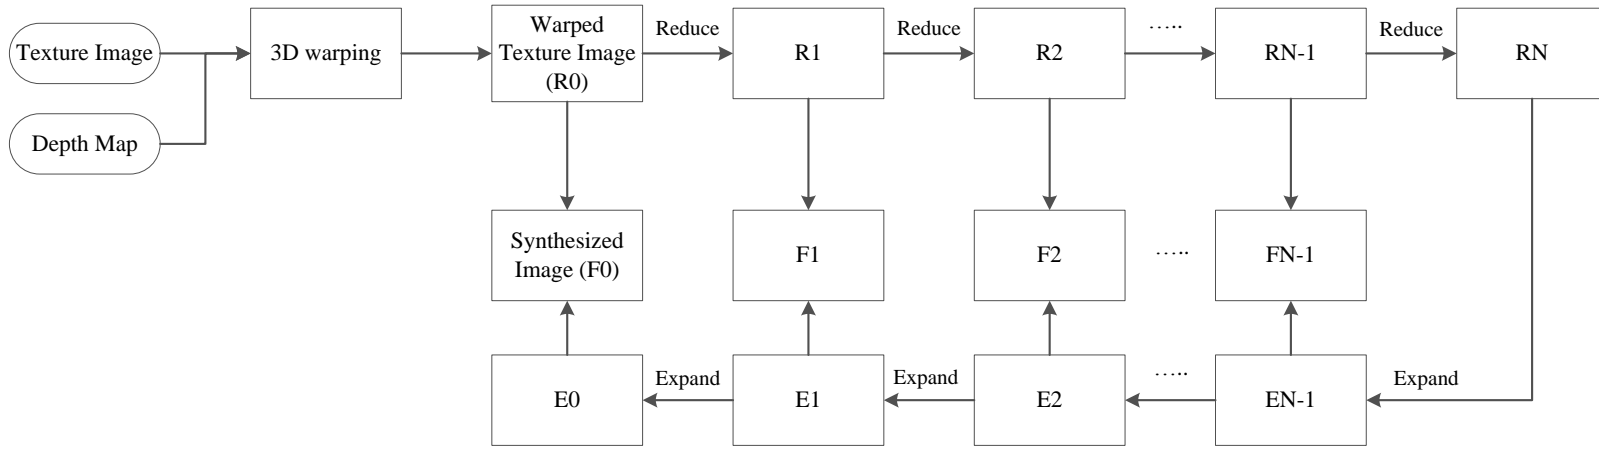 Texture Image
Depth Map
3D warping
Warped
Texture Image
(R0)
Reduce
R1
Reduce
R2
.....
RN-1
Reduce
RN
Synthesized
Image (F0)
F1
F2
.....
FN-1
E0
Expand
E1
Expand
E2
.....
EN-1
Expand